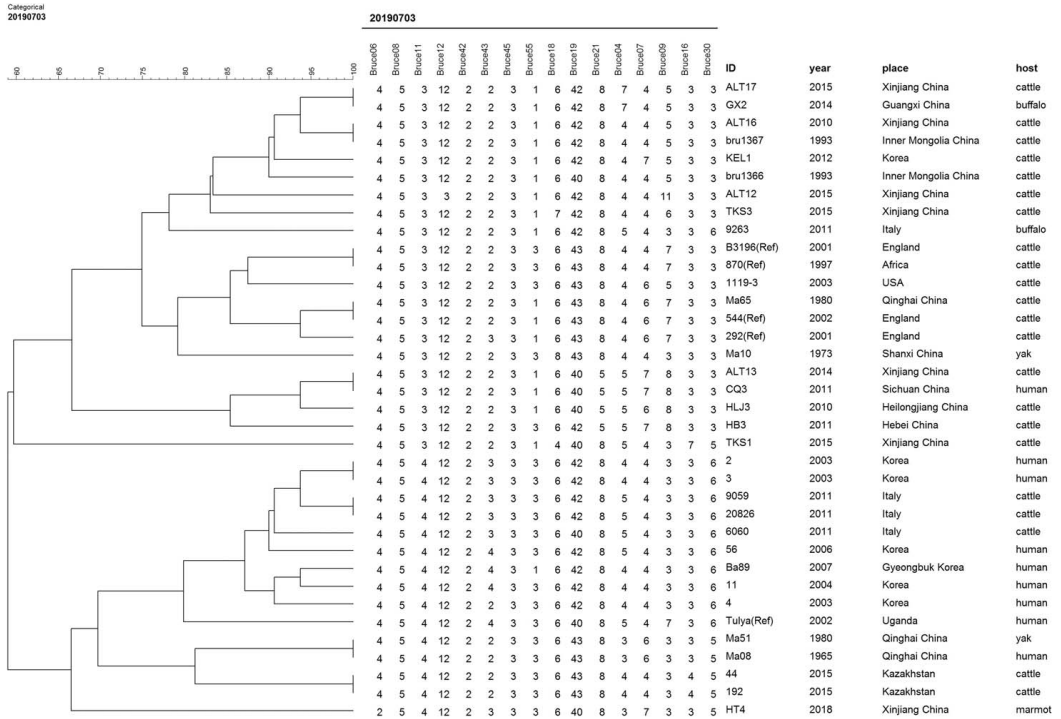 Categorical
20190703
20190703
60 65 70 75 80 85 90 95 100
Bruce06 Bruce08 Bruce11 Bruce12 Bruce42 Bruce43 Bruce45 Bruce55 Bruce18 Bruce19 Bruce21 Bruce04 Bruce07 Bruce09 Bruce16 Bruce30 ID year place host
4 5 3 12 2 2 3 1 6 42 8 7 4 5 3 3 ALT17 2015 Xinjiang China cattle
4 5 3 12 2 2 3 1 6 42 8 7 4 5 3 3 GX2 2014 Guangxi China buffalo
4 5 3 12 2 2 3 1 6 42 8 4 4 5 3 3 ALT16 2010 Xinjiang China cattle
4 5 3 12 2 2 3 1 6 42 8 4 4 5 3 3 bru1367 1993 Inner Mongolia China cattle
4 5 3 12 2 2 3 1 6 42 8 4 7 5 3 3 KEL1 2012 Korea cattle
4 5 3 12 2 2 3 1 6 40 8 4 4 5 3 3 bru1366 1993 Inner Mongolia China cattle
4 5 3 3 2 2 3 1 6 42 8 4 4 11 3 3 ALT12 2015 Xinjiang China cattle
4 5 3 12 2 2 3 1 7 42 8 4 4 6 3 3 TKS3 2015 Xinjiang China cattle
4 5 3 12 2 2 3 1 6 42 8 5 4 3 3 6 9263 2011 Italy buffalo
4 5 3 12 2 2 3 3 6 43 8 4 4 7 3 3 B3196(Ref) 2001 England cattle
4 5 3 12 2 2 3 3 6 43 8 4 4 7 3 3 870(Ref) 1997 Africa cattle
4 5 3 12 2 2 3 3 6 43 8 4 6 5 3 3 1119-3 2003 USA cattle
4 5 3 12 2 2 3 1 6 43 8 4 6 7 3 3 Ma65 1980 Qinghai China cattle
4 5 3 12 2 2 3 1 6 43 8 4 6 7 3 3 544(Ref) 2002 England cattle
4 5 3 12 2 2 3 1 6 43 8 4 6 7 3 3 292(Ref) 2001 England cattle
4 5 3 12 2 2 3 3 8 43 8 4 4 3 3 3 Ma10 1973 Shanxi China yak
4 5 3 12 2 2 3 1 6 40 5 5 7 8 3 3 ALT13 2014 Xinjiang China cattle
4 5 3 12 2 2 3 1 6 40 5 5 7 8 3 3 CQ3 2011 Sichuan China human
4 5 3 12 2 2 3 1 6 40 5 5 6 8 3 3 HLJ3 2010 Heilongjiang China cattle
4 5 3 12 2 2 3 3 6 42 5 5 7 8 3 3 HB3 2011 Hebei China cattle
4 5 3 12 2 2 3 1 4 40 8 5 4 3 7 5 TKS1 2015 Xinjiang China cattle
4 5 4 12 2 3 3 3 6 42 8 4 4 3 3 6 2 2003 Korea human
4 5 4 12 2 3 3 3 6 42 8 4 4 3 3 6 3 2003 Korea human
4 5 4 12 2 3 3 3 6 42 8 5 4 3 3 6 9059 2011 Italy cattle
4 5 4 12 2 3 3 3 6 42 8 5 4 3 3 6 20826 2011 Italy cattle
4 5 4 12 2 3 3 3 6 40 8 5 4 3 3 6 6060 2011 Italy cattle
4 5 4 12 2 4 3 3 6 42 8 5 4 3 3 6 56 2006 Korea human
4 5 4 12 2 4 3 1 6 42 8 4 4 3 3 6 Ba89 2007 Gyeongbuk Korea human
4 5 4 12 2 4 3 3 6 42 8 4 4 3 3 6 11 2004 Korea human
4 5 4 12 2 2 3 3 6 42 8 4 4 3 3 6 4 2003 Korea human
4 5 4 12 2 4 3 3 6 40 8 5 4 7 3 6 Tulya(Ref) 2002 Uganda human
4 5 4 12 2 2 3 3 6 43 8 3 6 3 3 5 Ma51 1980 Qinghai China yak
4 5 4 12 2 2 3 3 6 43 8 3 6 3 3 5 Ma08 1965 Qinghai China human
4 5 4 12 2 2 3 3 6 43 8 4 4 3 4 5 44 2015 Kazakhstan cattle
4 5 4 12 2 2 3 3 6 43 8 4 4 3 4 5 192 2015 Kazakhstan cattle
2 5 4 12 2 3 3 3 6 40 8 3 7 3 3 5 HT4 2018 Xinjiang China marmot